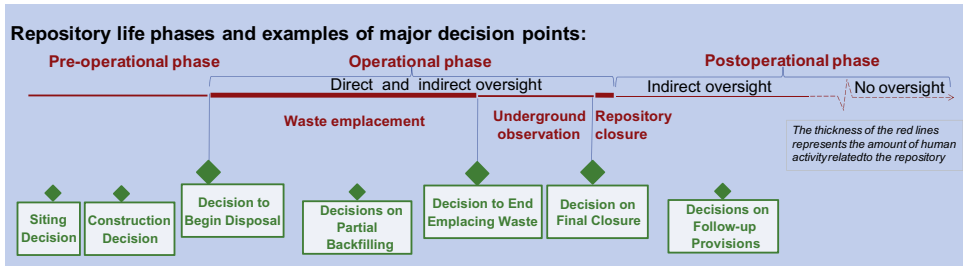 Repository life phases and examples of major decision points:
Pre-operational phase
Operational phase
Postoperational phase
Direct and indirect oversight
Indirect oversight
No oversight
Waste emplacement
Underground
observation
Repository
closure
The thickness of the red lines
represents the amount of human
activity relatedto the repository
Siting
Decision
Construction
Decision
Decision to
Begin Disposal
Decisions on
Partial
Backfilling
Decision to End
Emplacing Waste
Decision on
Final Closure
Decisions on
Follow-up
Provisions